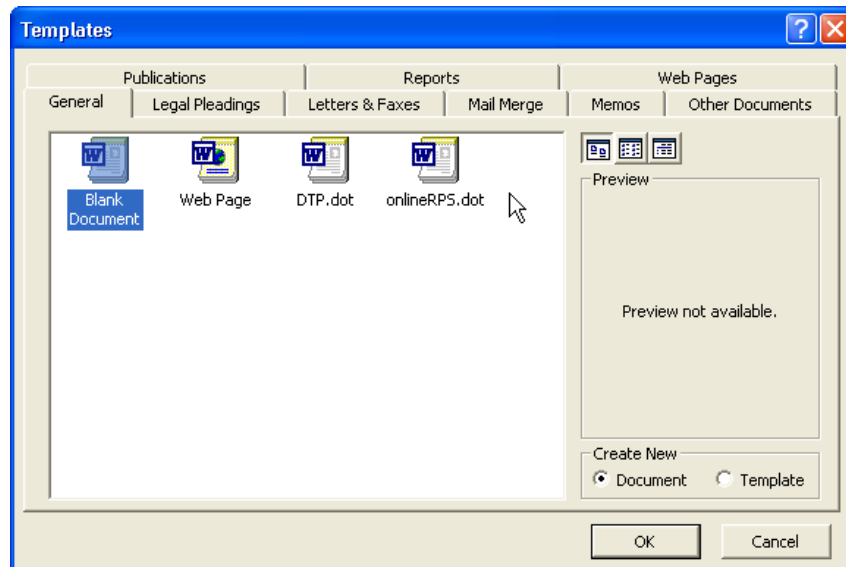 Templates
Publications Reports Web Pages
General Legal Pleadings Letters & Faxes Mail Merge Memos Other Documents
Blank Document
Web Page
DTP.dot
onlineRPS.dot
Preview
Preview not available.
Create New
Document Template
OK Cancel